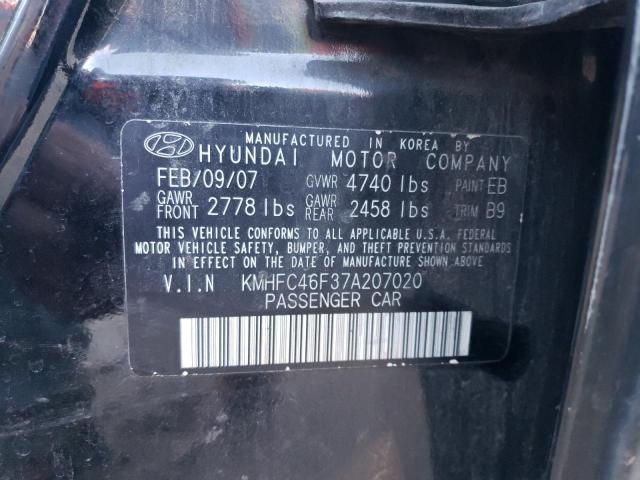 MANUFACTURED IN KOREA BY
HYUNDAI MOTOR COMPANY
FEB/09/07 GVWR 4740 lbs PAINT EB
GAWR FRONT 2778 lbs GAWR REAR 2458 lbs TRIM B9
THIS VEHICLE CONFORMS TO ALL APPLICABLE U.S.A. FEDERAL
MOTOR VEHICLE SAFETY, BUMPER, AND THEFT PREVENTION STANDARDS
IN EFFECT ON THE DATE OF MANUFACTURE SHOWN ABOVE.
V.I.N KMHFC46F37A207020
PASSENGER CAR